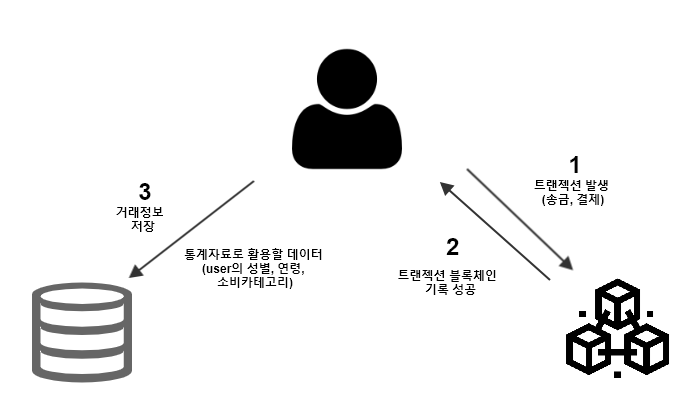 1
트랜잭션 발생
(송금, 결제)
2
트랜잭션 블록체인
기록 성공
3
거래정보
저장
통계자료로 활용할 데이터
(user의 성별, 연령,
소비카테고리)